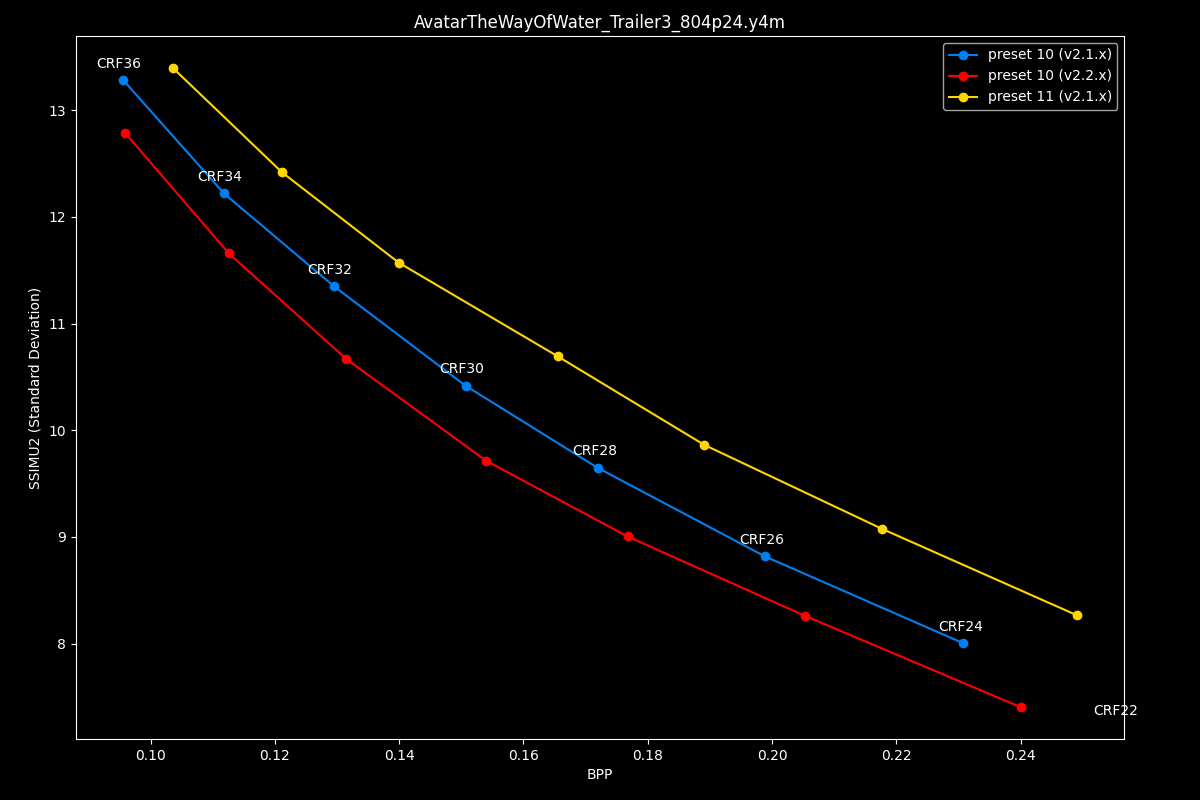 AvatarTheWayOfWater_Trailer3_804p24.y4m
preset 10 (v2.1.x)
preset 10 (v2.2.x)
preset 11 (v2.1.x)
CRF36
CRF34
CRF32
CRF30
CRF28
CRF26
CRF24
CRF22
SSIMU2 (Standard Deviation)
13
12
11
10
9
8
0.10
0.12
0.14
0.16
0.18
0.20
0.22
0.24
BPP